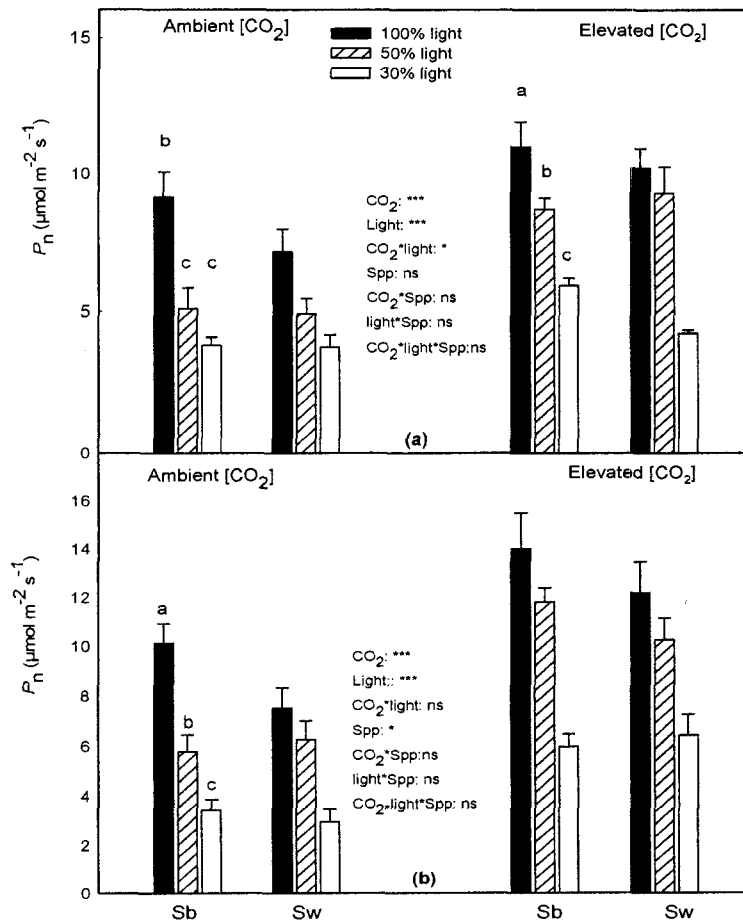 Ambient [CO2]
100% light
50% light
30% light
Elevated [CO2]
15
10
5
0
Pn (μmol m−2 s−1)
b
c c
a
b
c
CO2: ***
Light: ***
CO2*light: *
Spp: ns
CO2*Spp: ns
light*Spp: ns
CO2*light*Spp:ns
(a)
Ambient [CO2]
Elevated [CO2]
16
14
12
10
8
6
4
2
0
Pn (μmol m−2 s−1)
a
b
c
CO2: ***
Light:: ***
CO2*light: ns
Spp: *
CO2*Spp:ns
light*Spp: ns
CO2*light*Spp: ns
(b)
Sb Sw Sb Sw